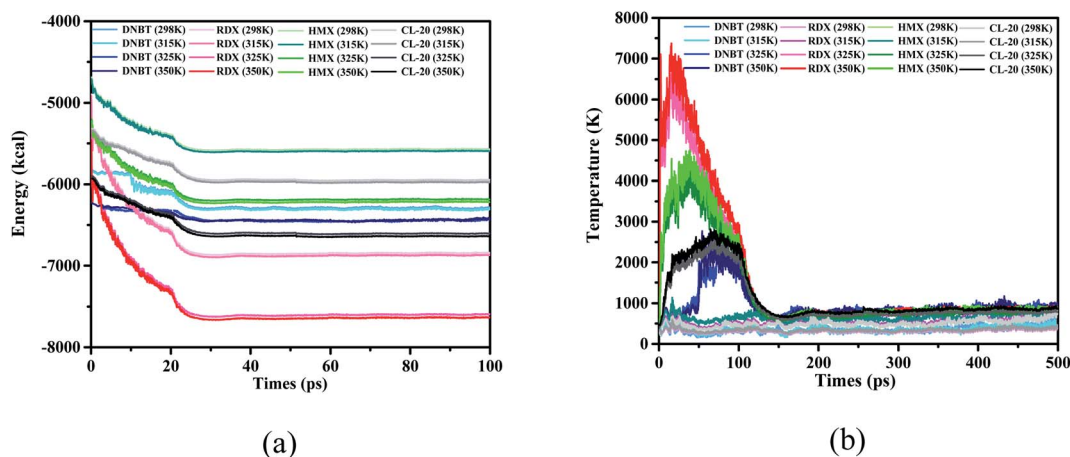 -4000
-5000
-6000
-7000
-8000
Energy (kcal)
DNBT (298K) RDX (298K) HMX (298K) CL-20 (298K)
DNBT (315K) RDX (315K) HMX (315K) CL-20 (315K)
DNBT (325K) RDX (325K) HMX (325K) CL-20 (325K)
DNBT (350K) RDX (350K) HMX (350K) CL-20 (350K)
0 20 40 60 80 100
Times (ps)
(a)
8000
7000
6000
5000
4000
3000
2000
1000
0
Temperature (K)
DNBT (298K) RDX (298K) HMX (298K) CL-20 (298K)
DNBT (315K) RDX (315K) HMX (315K) CL-20 (315K)
DNBT (325K) RDX (325K) HMX (325K) CL-20 (325K)
DNBT (350K) RDX (350K) HMX (350K) CL-20 (350K)
0 100 200 300 400 500
Times (ps)
(b)